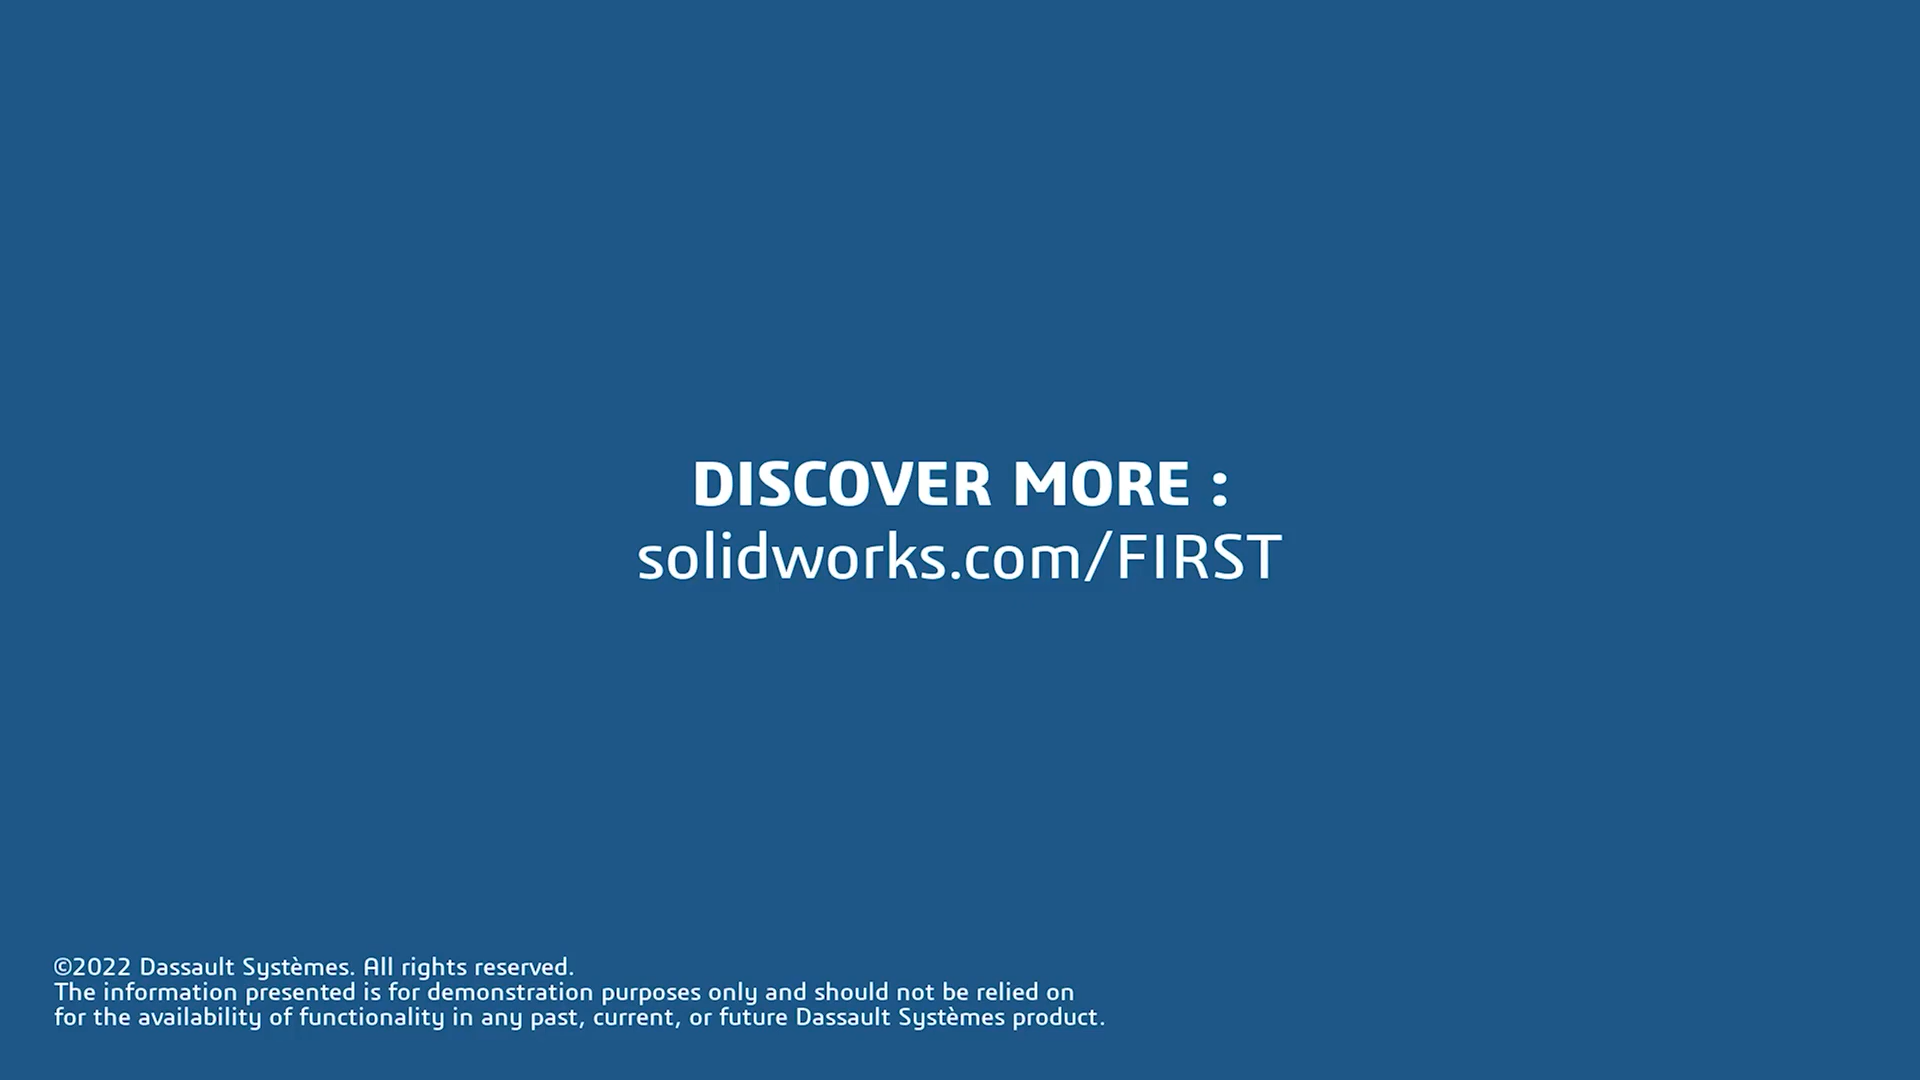 DISCOVER MORE :
solidworks.com/FIRST
©2022 Dassault Systèmes. All rights reserved.
The information presented is for demonstration purposes only and should not be relied on
for the availability of functionality in any past, current, or future Dassault Systèmes product.